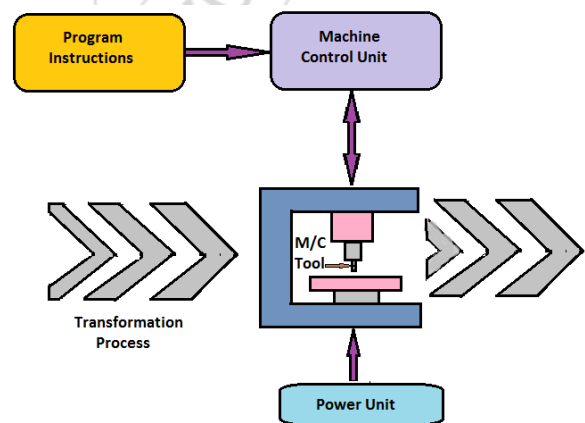 Program
Instructions
Machine
Control Unit
M/C
Tool
Transformation
Process
Power Unit